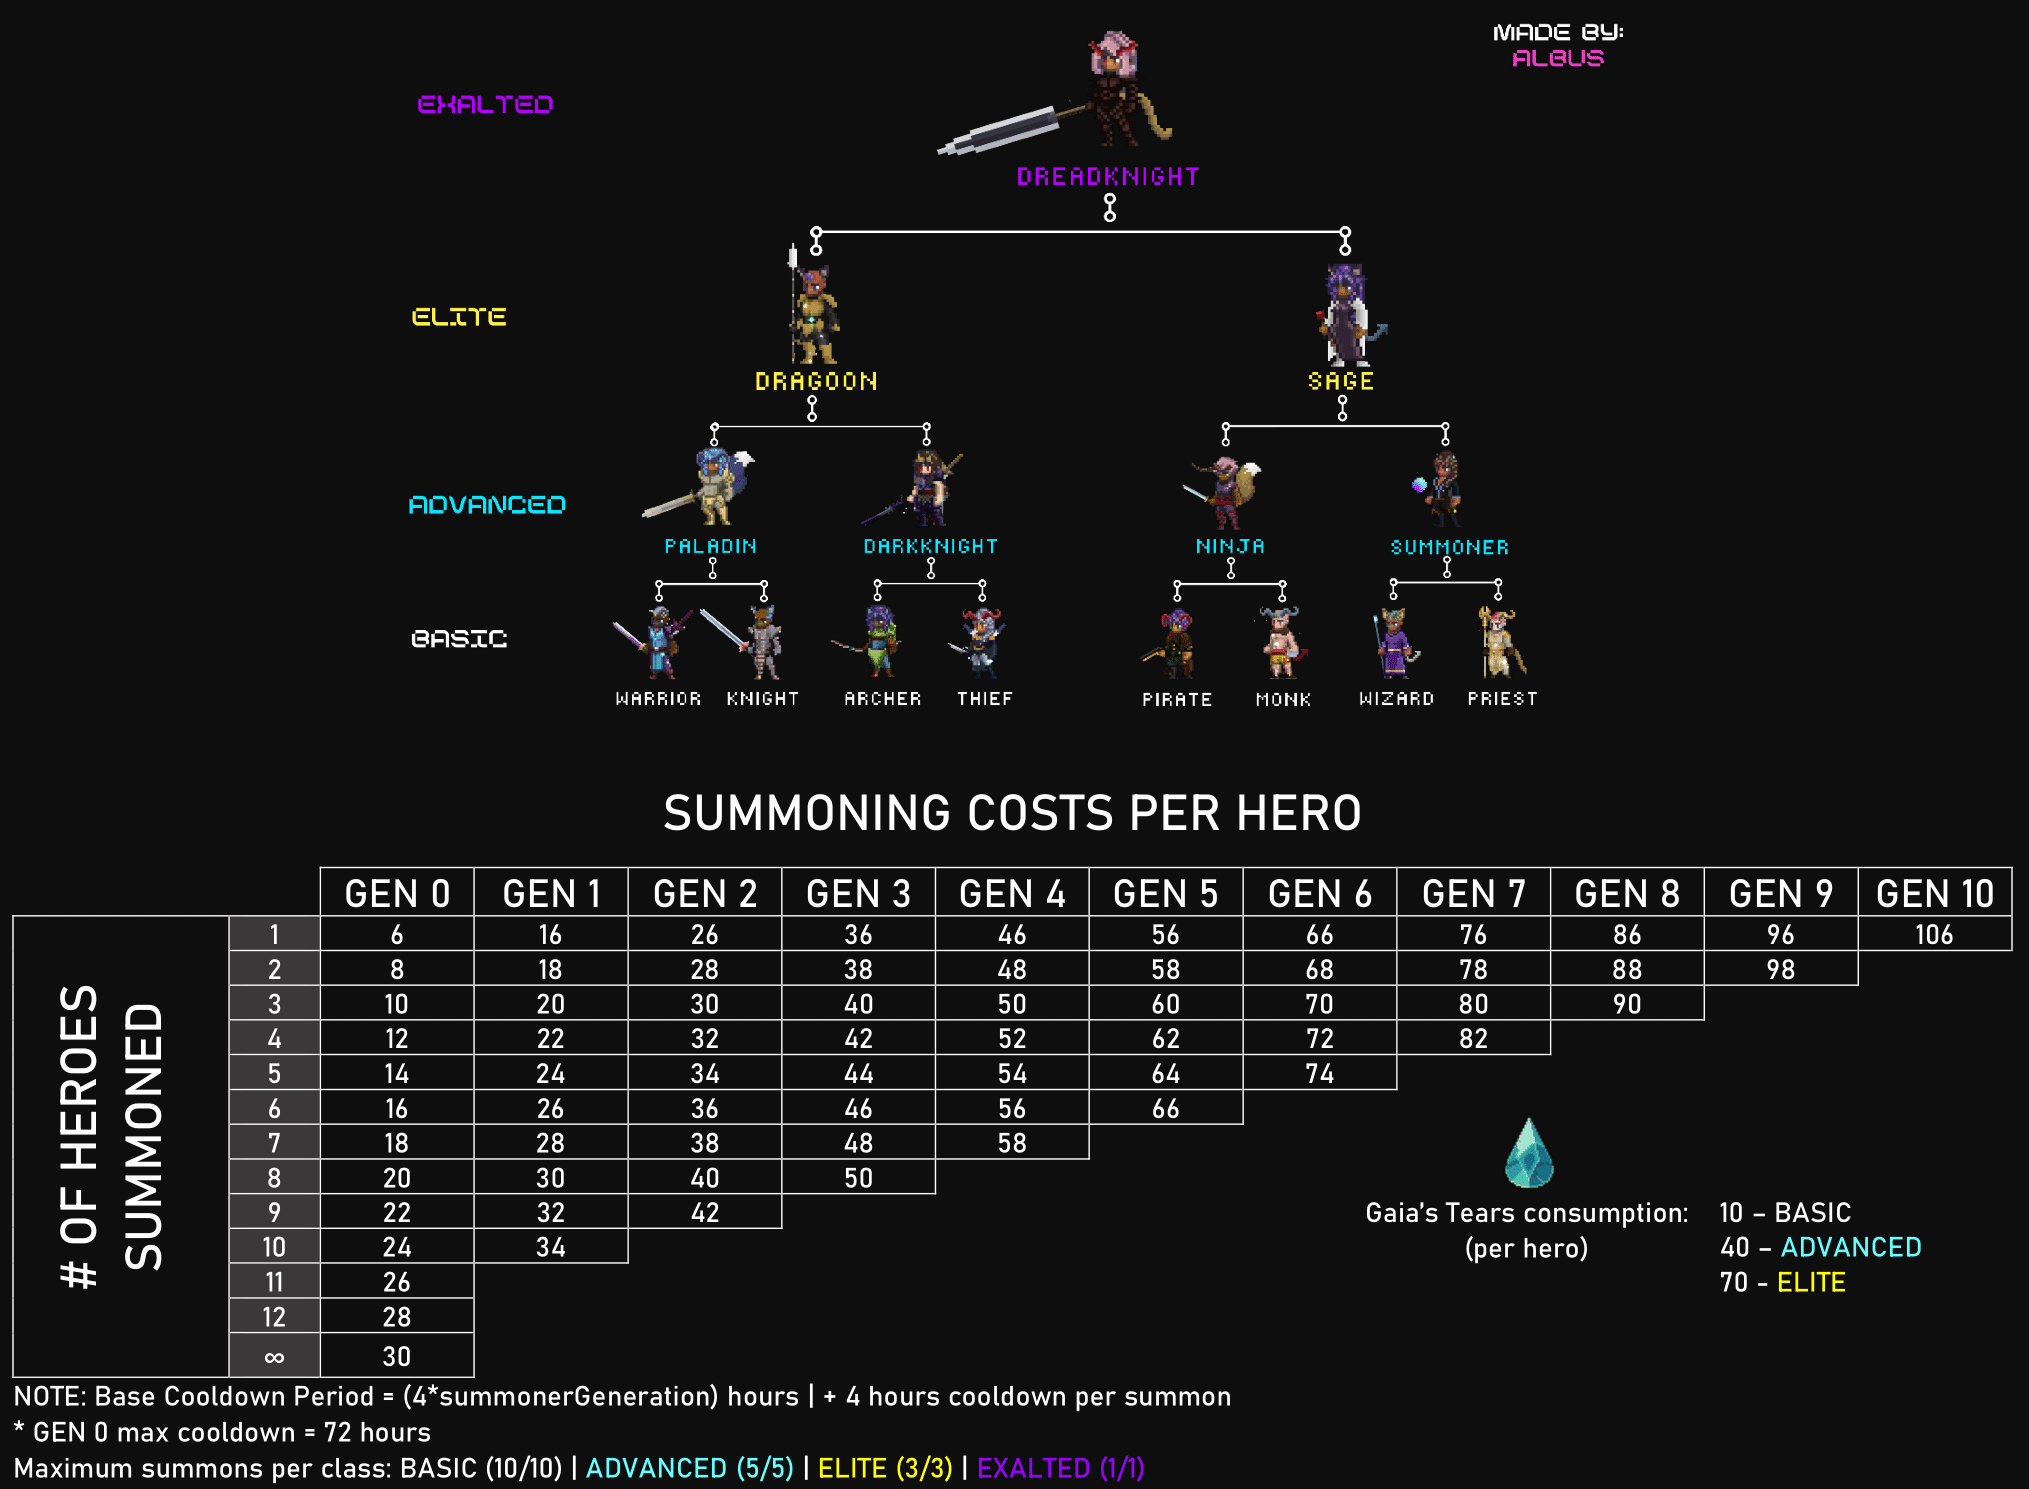 MADE BY:
ALBUS
EXALTED
DREADKNIGHT
ELITE
DRAGOON SAGE
ADVANCED
PALADIN DARKKNIGHT NINJA SUMMONER
BASIC
WARRIOR KNIGHT ARCHER THIEF PIRATE MONK WIZARD PRIEST
SUMMONING COSTS PER HERO
GEN 0 GEN 1 GEN 2 GEN 3 GEN 4 GEN 5 GEN 6 GEN 7 GEN 8 GEN 9 GEN 10
# OF HEROES
SUMMONED
1 6 16 26 36 46 56 66 76 86 96 106
2 8 18 28 38 48 58 68 78 88 98
3 10 20 30 40 50 60 70 80 90
4 12 22 32 42 52 62 72 82
5 14 24 34 44 54 64 74
6 16 26 36 46 56 66
7 18 28 38 48 58
8 20 30 40 50
9 22 32 42
10 24 34
11 26
12 28
∞ 30
Gaia's Tears consumption: 10 – BASIC
(per hero) 40 – ADVANCED
70 - ELITE
NOTE: Base Cooldown Period = (4*summonerGeneration) hours | + 4 hours cooldown per summon
* GEN 0 max cooldown = 72 hours
Maximum summons per class: BASIC (10/10) | ADVANCED (5/5) | ELITE (3/3) | EXALTED (1/1)